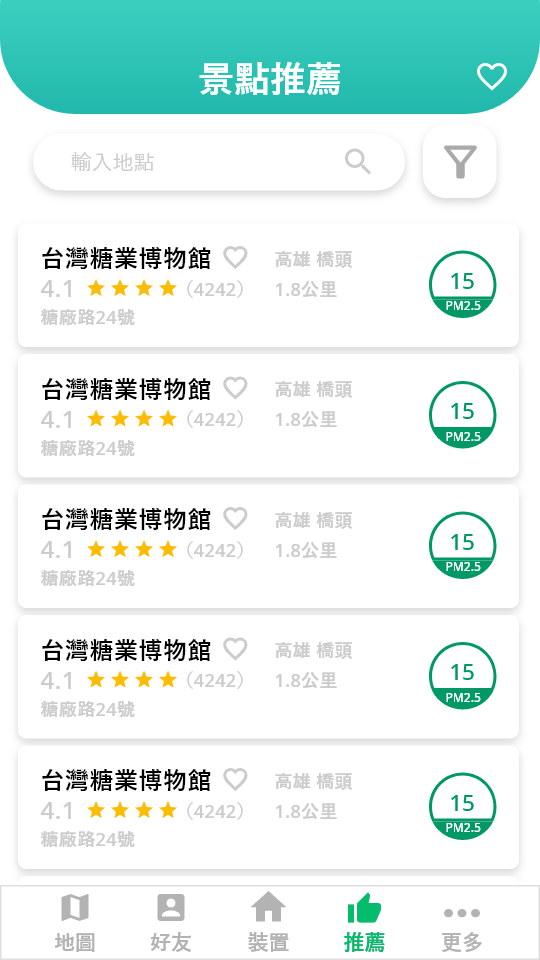 景點推薦
輸入地點
台灣糖業博物館 高雄 橋頭
4.1 (4242) 1.8公里
糖廠路24號
15
PM2.5
台灣糖業博物館 高雄 橋頭
4.1 (4242) 1.8公里
糖廠路24號
15
PM2.5
台灣糖業博物館 高雄 橋頭
4.1 (4242) 1.8公里
糖廠路24號
15
PM2.5
台灣糖業博物館 高雄 橋頭
4.1 (4242) 1.8公里
糖廠路24號
15
PM2.5
台灣糖業博物館 高雄 橋頭
4.1 (4242) 1.8公里
糖廠路24號
15
PM2.5
地圖 好友 裝置 推薦 更多